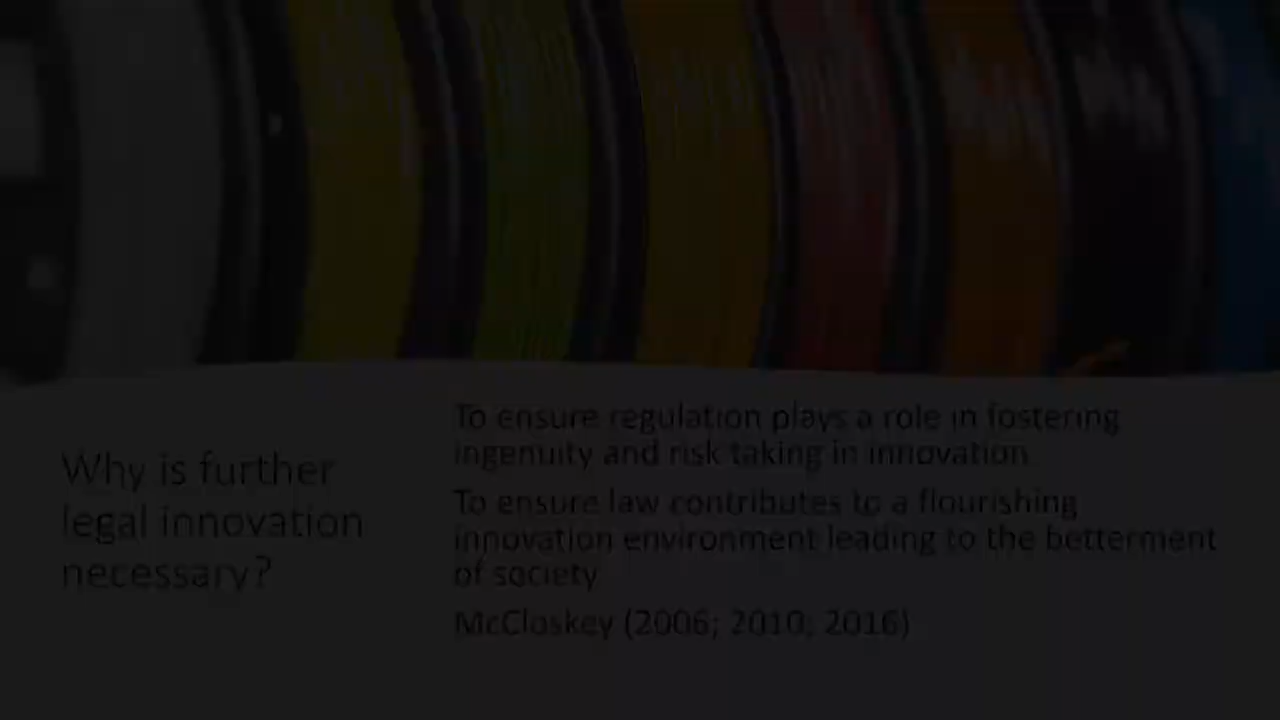 Why is further
legal innovation
necessary?
To ensure regulation plays a role in fostering
ingenuity and risk taking in innovation
To ensure law contributes to a flourishing
innovation environment leading to the betterment
of society
McCloskey (2006; 2010; 2016)